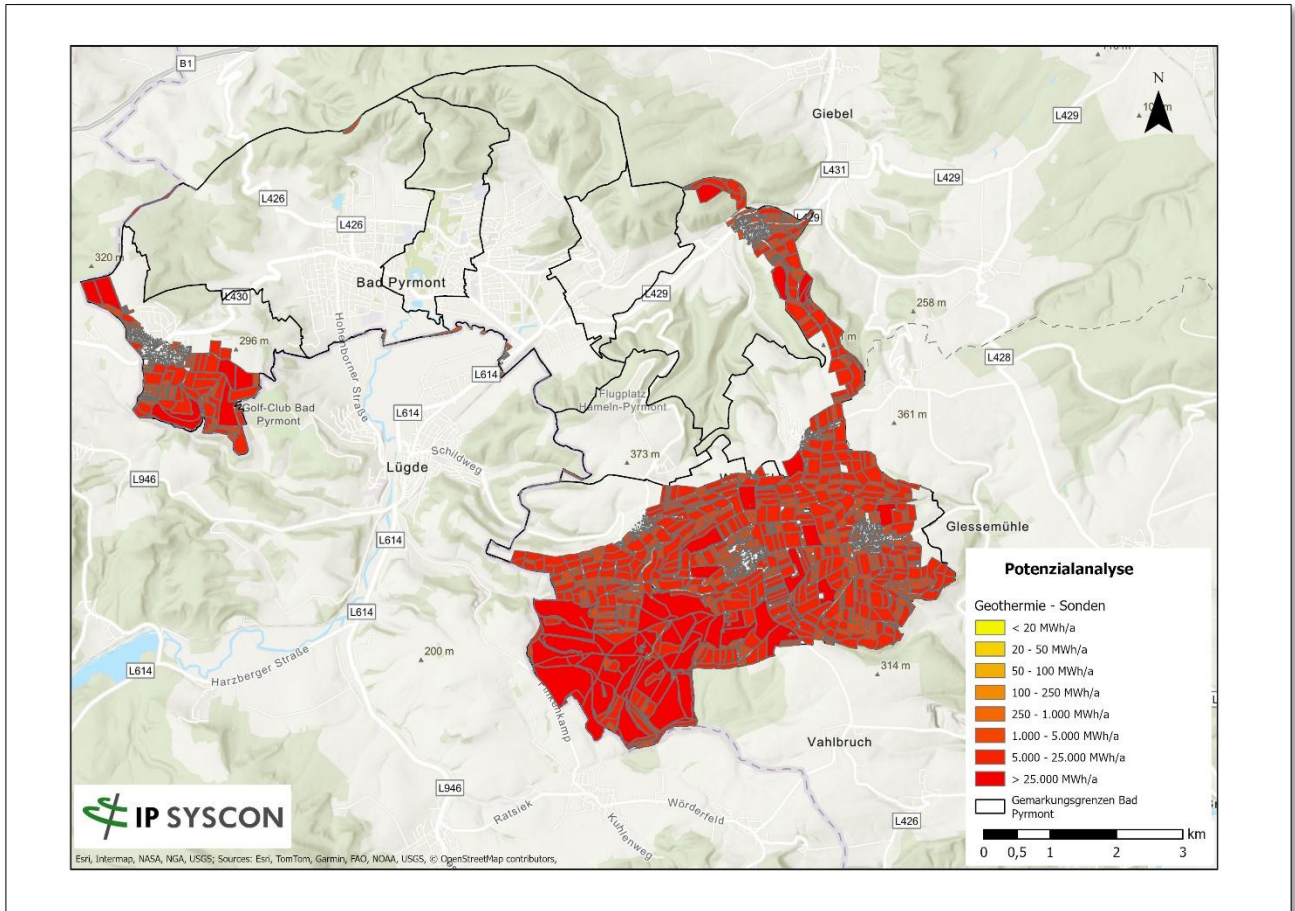 B1
Giebel
N
L429
L431
L429
L426
L426
L429
320 m
Bad Pyrmont
L430
L429
258 m
296 m
Hohenborner Straße
L428
L614
Flugplatz
Hameln-Pyrmont
Golf-Club Bad
Pyrmont
L614
361 m
Schildweg
373 m
Lügde
L946
Glessemühle
L614
L614
200 m
Harzberger Straße
L614
314 m
Vahlbruch
L946
Ratsiek
Wörderfeld
Kuhlenweg
L426
Potenzialanalyse
Geothermie - Sonden
< 20 MWh/a
20 - 50 MWh/a
50 - 100 MWh/a
100 - 250 MWh/a
250 - 1.000 MWh/a
1.000 - 5.000 MWh/a
5.000 - 25.000 MWh/a
> 25.000 MWh/a
Gemarkungsgrenzen Bad
Pyrmont
km
0 0,5 1 2 3
IP SYSCON
Esri, Intermap, NASA, NGA, USGS; Sources: Esri, TomTom, Garmin, FAO, NOAA, USGS, © OpenStreetMap contributors,